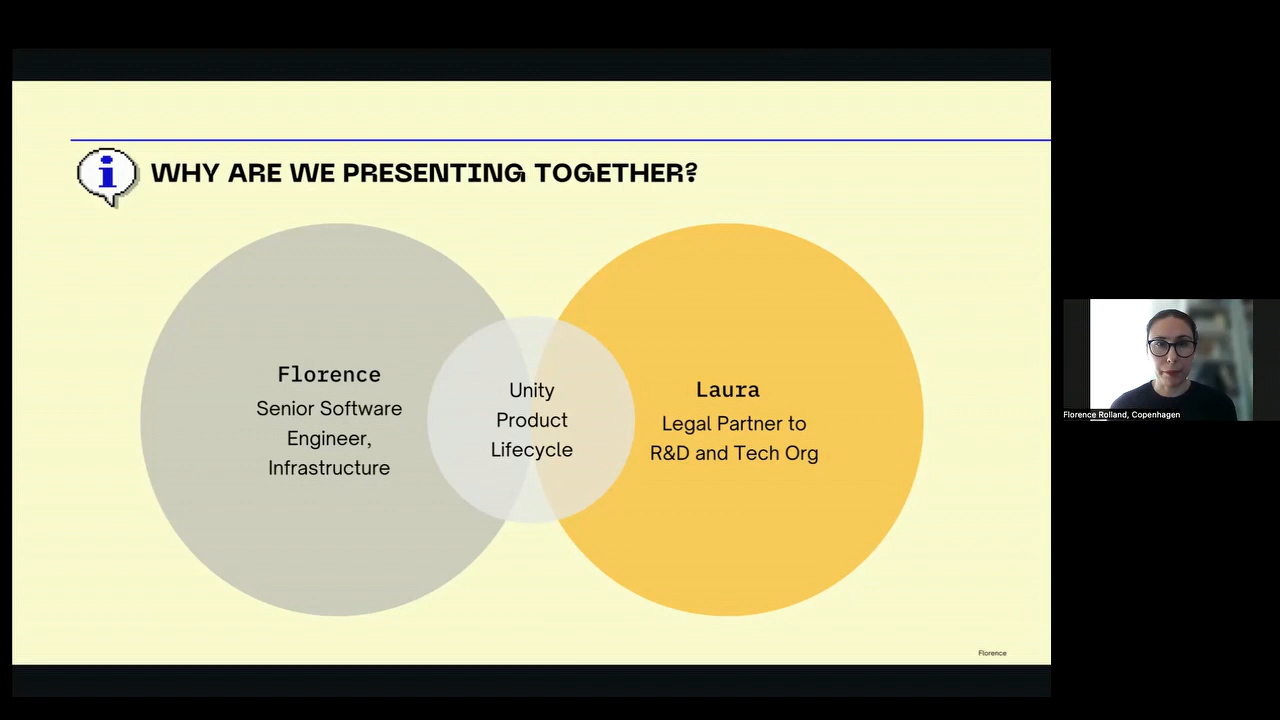 WHY ARE WE PRESENTING TOGETHER?
Florence
Senior Software
Engineer,
Infrastructure
Unity
Product
Lifecycle
Laura
Legal Partner to
R&D and Tech Org
Florence
Florence Rolland, Copenhagen